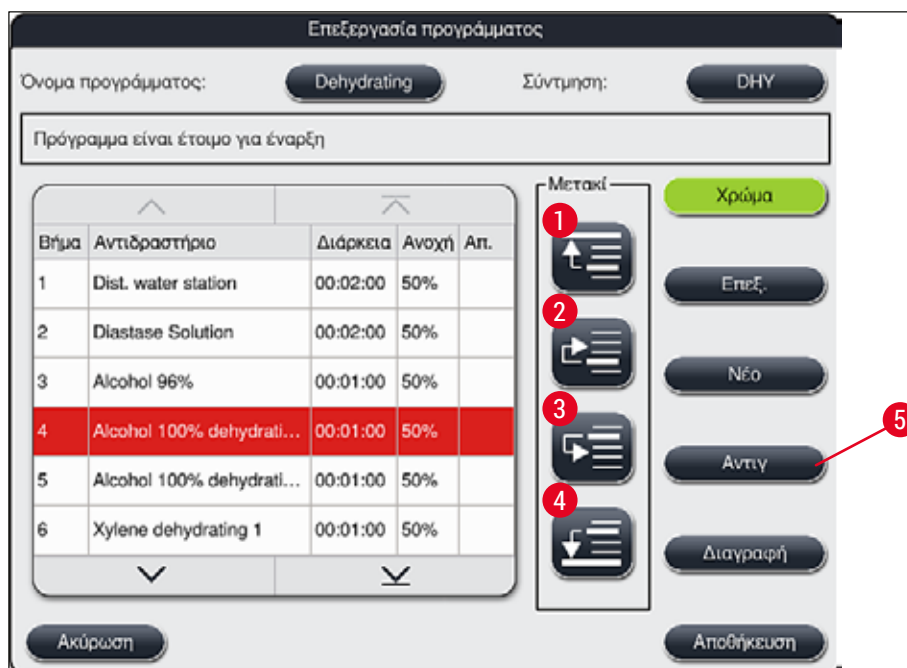 Επεξεργασία προγράμματος
Όνομα προγράμματος: Dehydrating Σύντμηση: DHY
Πρόγραμμα είναι έτοιμο για έναρξη
Μετακί
Χρώμα
1
Βήμα Αντιδραστήριο Διάρκεια Ανοχή Απ.
1 Dist. water station 00:02:00 50%
Επεξ.
2
2 Diastase Solution 00:02:00 50%
3 Alcohol 96% 00:01:00 50%
Νέο
3
4 Alcohol 100% dehydrati... 00:01:00 50%
5
Αντιγ
5 Alcohol 100% dehydrati... 00:01:00 50%
4
6 Xylene dehydrating 1 00:01:00 50%
Διαγραφή
Ακύρωση Αποθήκευση